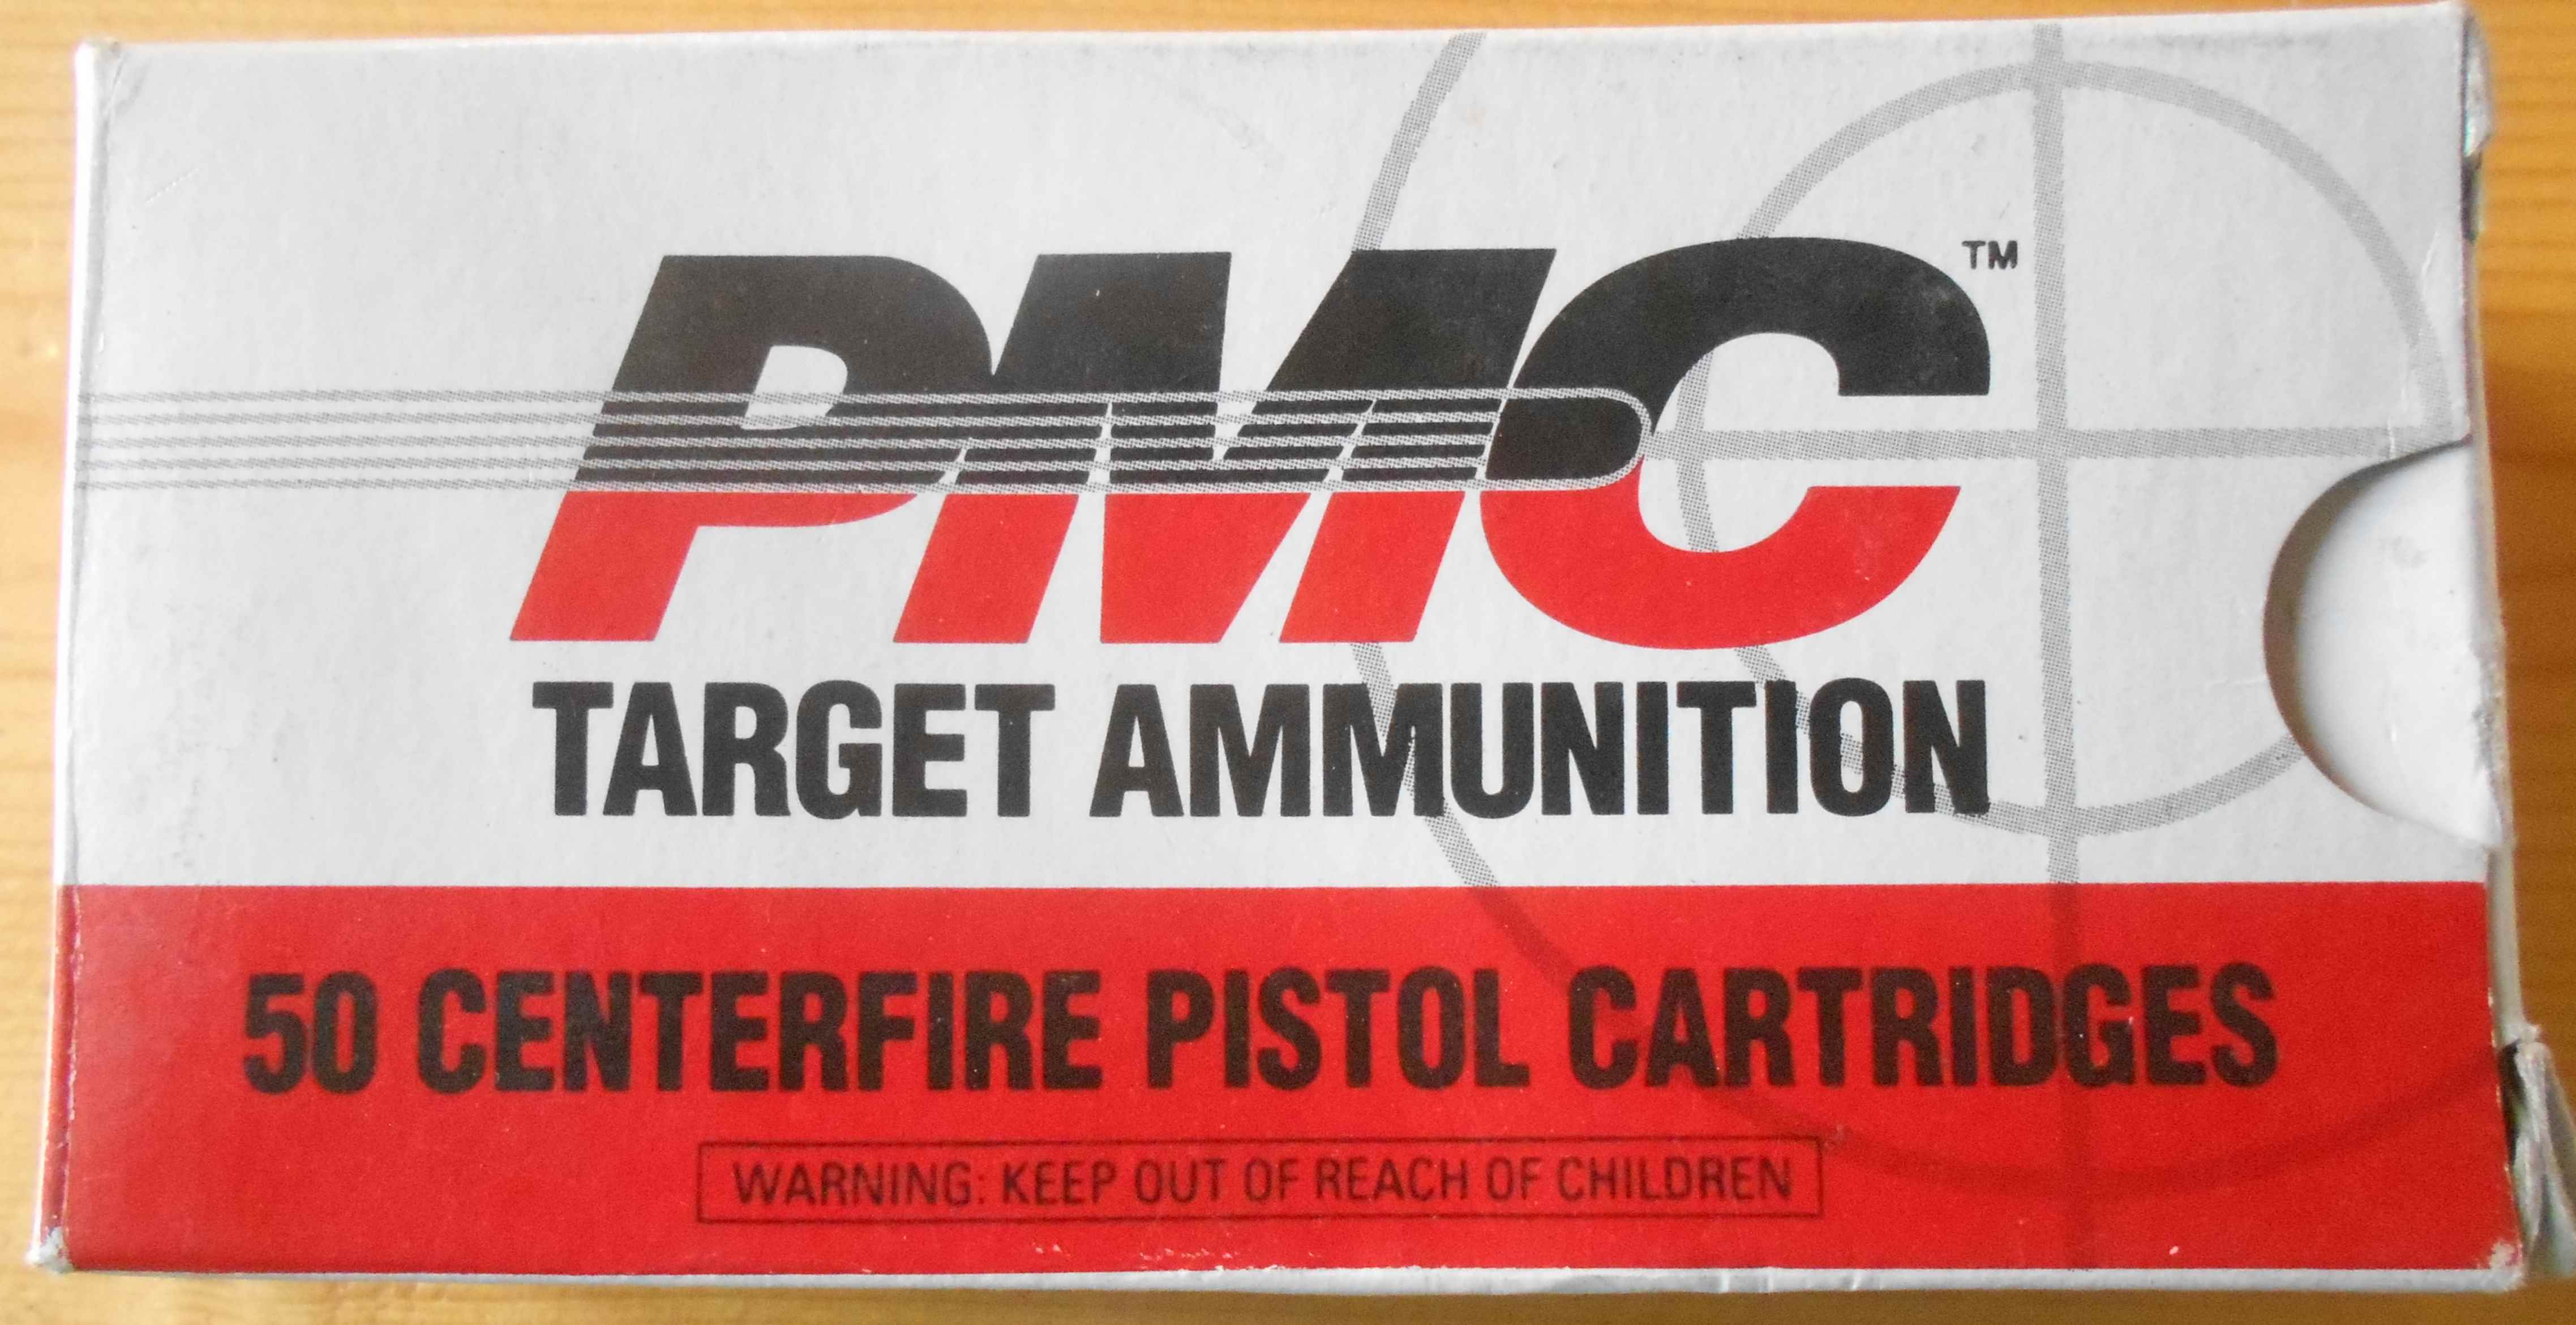 PMC™
TARGET AMMUNITION
50 CENTERFIRE PISTOL CARTRIDGES
WARNING: KEEP OUT OF REACH OF CHILDREN